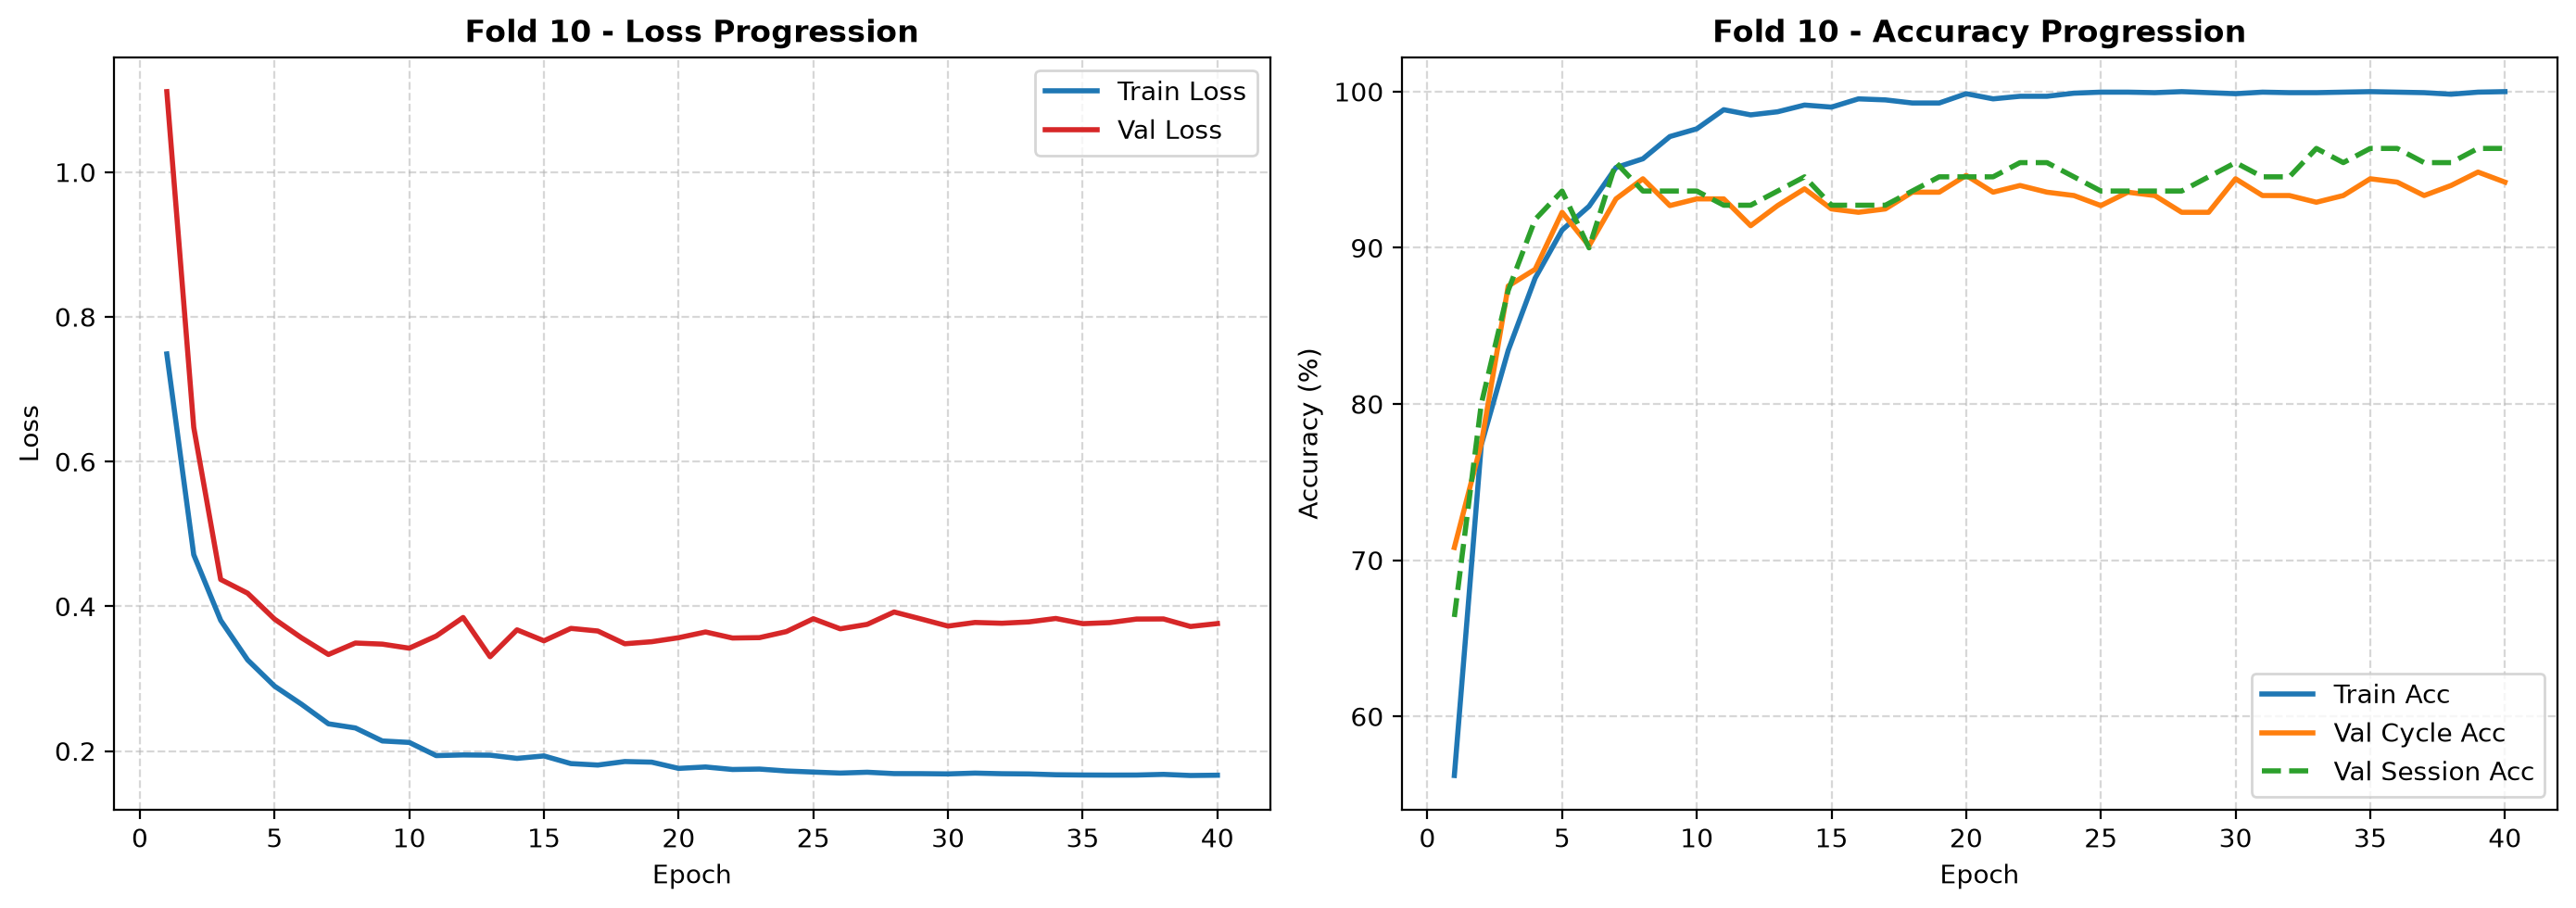 Fold 10 - Loss Progression
Loss
1.0
0.8
0.6
0.4
0.2
Train Loss
Val Loss
0 5 10 15 20 25 30 35 40
Epoch
Fold 10 - Accuracy Progression
Accuracy (%)
100
90
80
70
60
Train Acc
Val Cycle Acc
Val Session Acc
0 5 10 15 20 25 30 35 40
Epoch